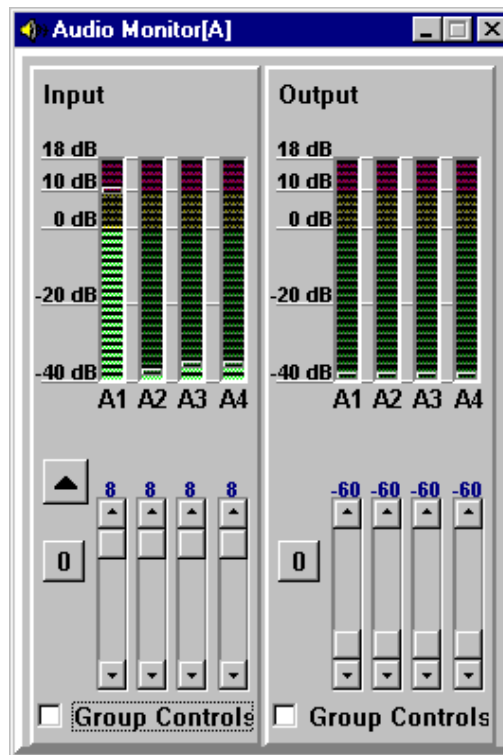 Audio Monitor[A]
Input
18 dB
10 dB
0 dB
-20 dB
-40 dB
A1 A2 A3 A4
8 8 8 8
0
Group Controls
Output
18 dB
10 dB
0 dB
-20 dB
-40 dB
A1 A2 A3 A4
-60 -60 -60 -60
0
Group Controls